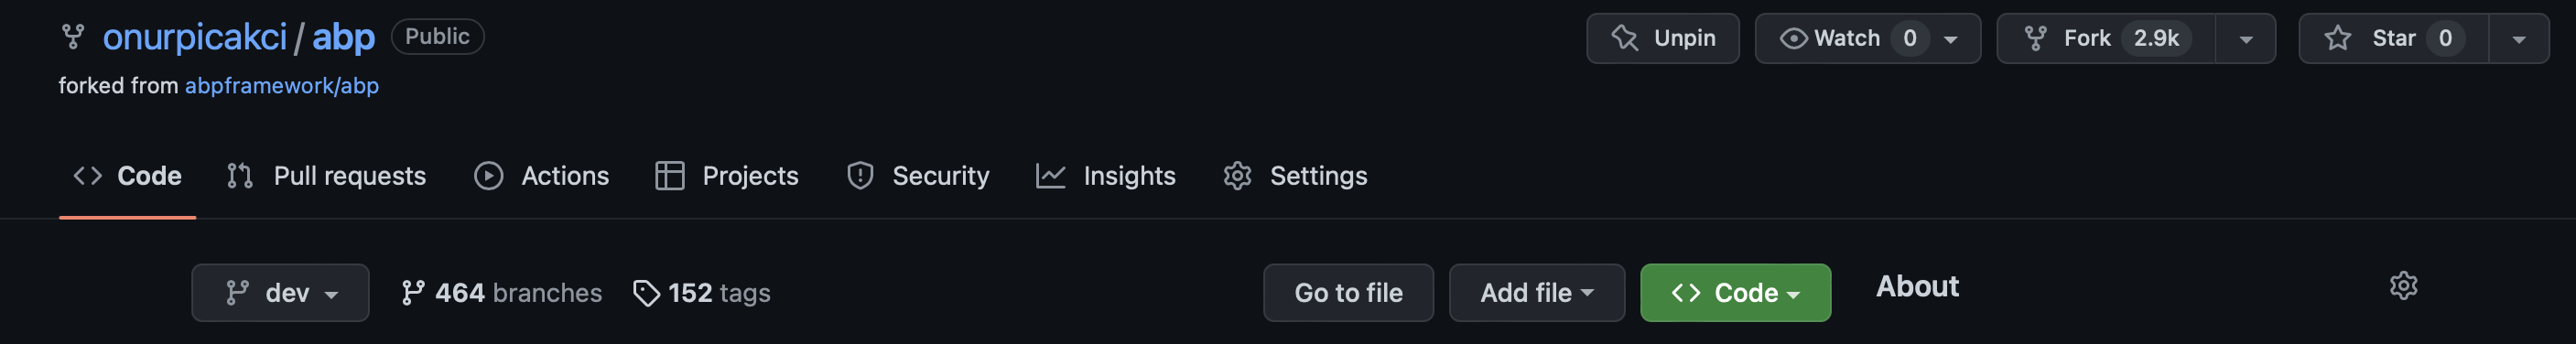 onurpicakci / abp Public Unpin Watch 0 Fork 2.9k Star 0
forked from abpframework/abp
Code Pull requests Actions Projects Security Insights Settings
dev 464 branches 152 tags Go to file Add file Code About